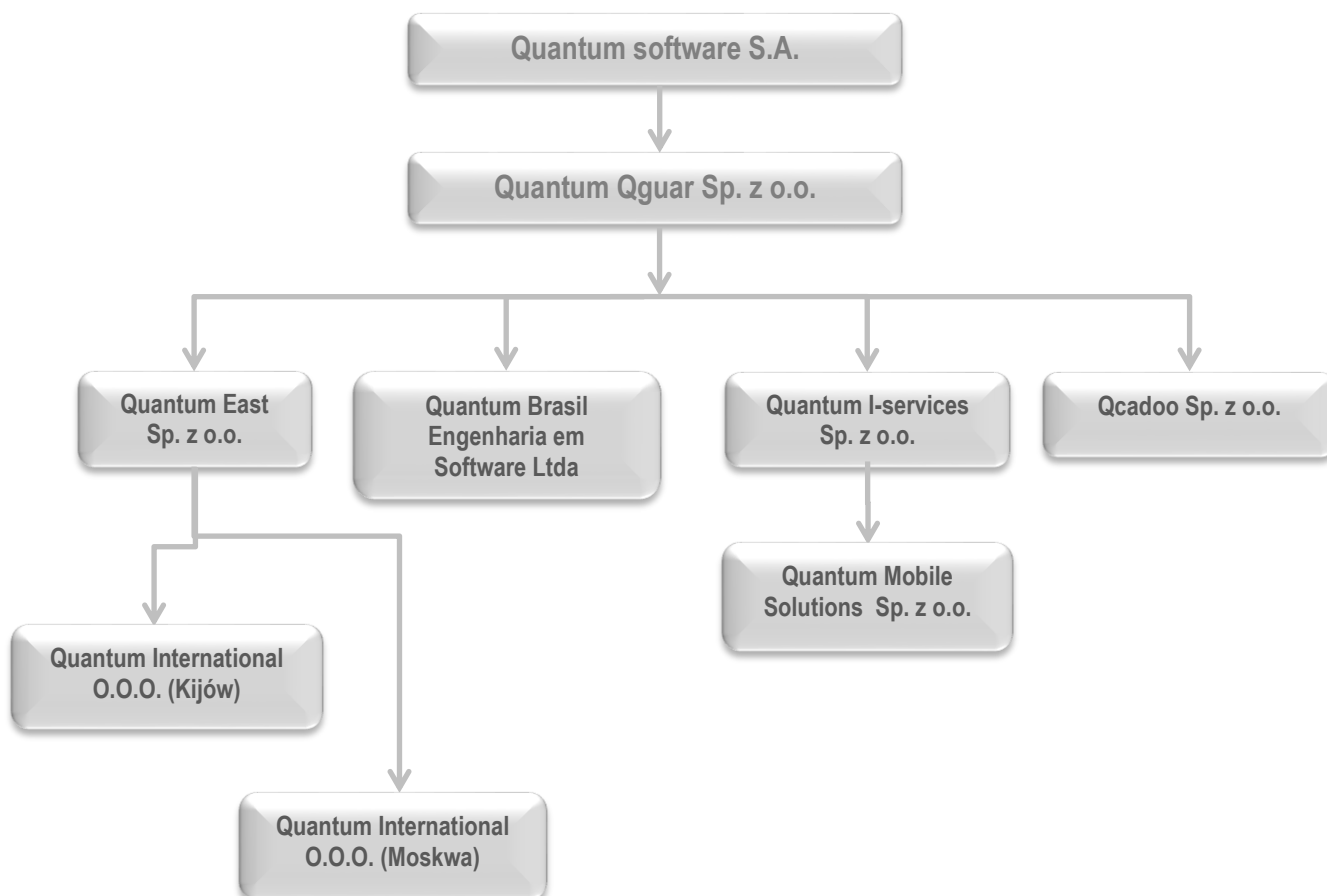 Quantum software S.A.
Quantum Qguar Sp. z o.o.
Quantum East
Sp. z o.o.
Quantum Brasil
Engenharia em
Software Ltda
Quantum I-services
Sp. z o.o.
Qcadoo Sp. z o.o.
Quantum Mobile
Solutions  Sp. z o.o.
Quantum International
O.O.O. (Kijów)
Quantum International
O.O.O. (Moskwa)